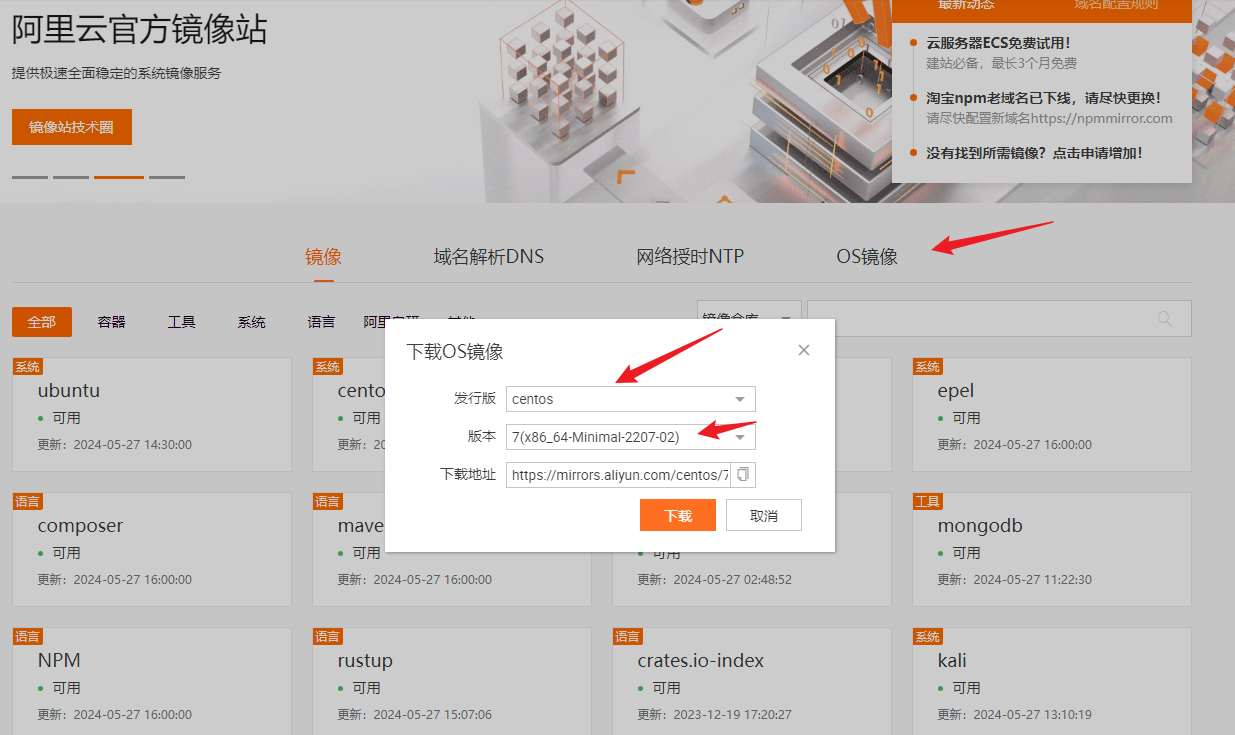 阿里云官方镜像站
提供极速全面稳定的系统镜像服务
镜像站技术圈
最新动态
域名配置规则
云服务器ECS免费试用！
建站必备，最长3个月免费
淘宝npm老域名已下线，请尽快更换！
请尽快配置新域名https://npmmirror.com
没有找到所需镜像？点击申请增加！
镜像
域名解析DNS
网络授时NTP
OS镜像
全部
容器
工具
系统
语言
系统
ubuntu
可用
更新：2024-05-27 14:30:00
系统
可用
系统
epel
可用
更新：2024-05-27 16:00:00
下载OS镜像
发行版
centos
版本
7(x86_64-Minimal-2207-02)
下载地址
https://mirrors.aliyun.com/centos/7
下载
取消
语言
composer
可用
更新：2024-05-27 16:00:00
语言
mave
可用
更新：2024-05-27 16:00:00
可用
更新：2024-05-27 02:48:52
工具
mongodb
可用
更新：2024-05-27 11:22:30
语言
NPM
可用
更新：2024-05-27 16:00:00
语言
rustup
可用
更新：2024-05-27 15:07:06
语言
crates.io-index
可用
更新：2023-12-19 17:20:27
系统
kali
可用
更新：2024-05-27 13:10:19